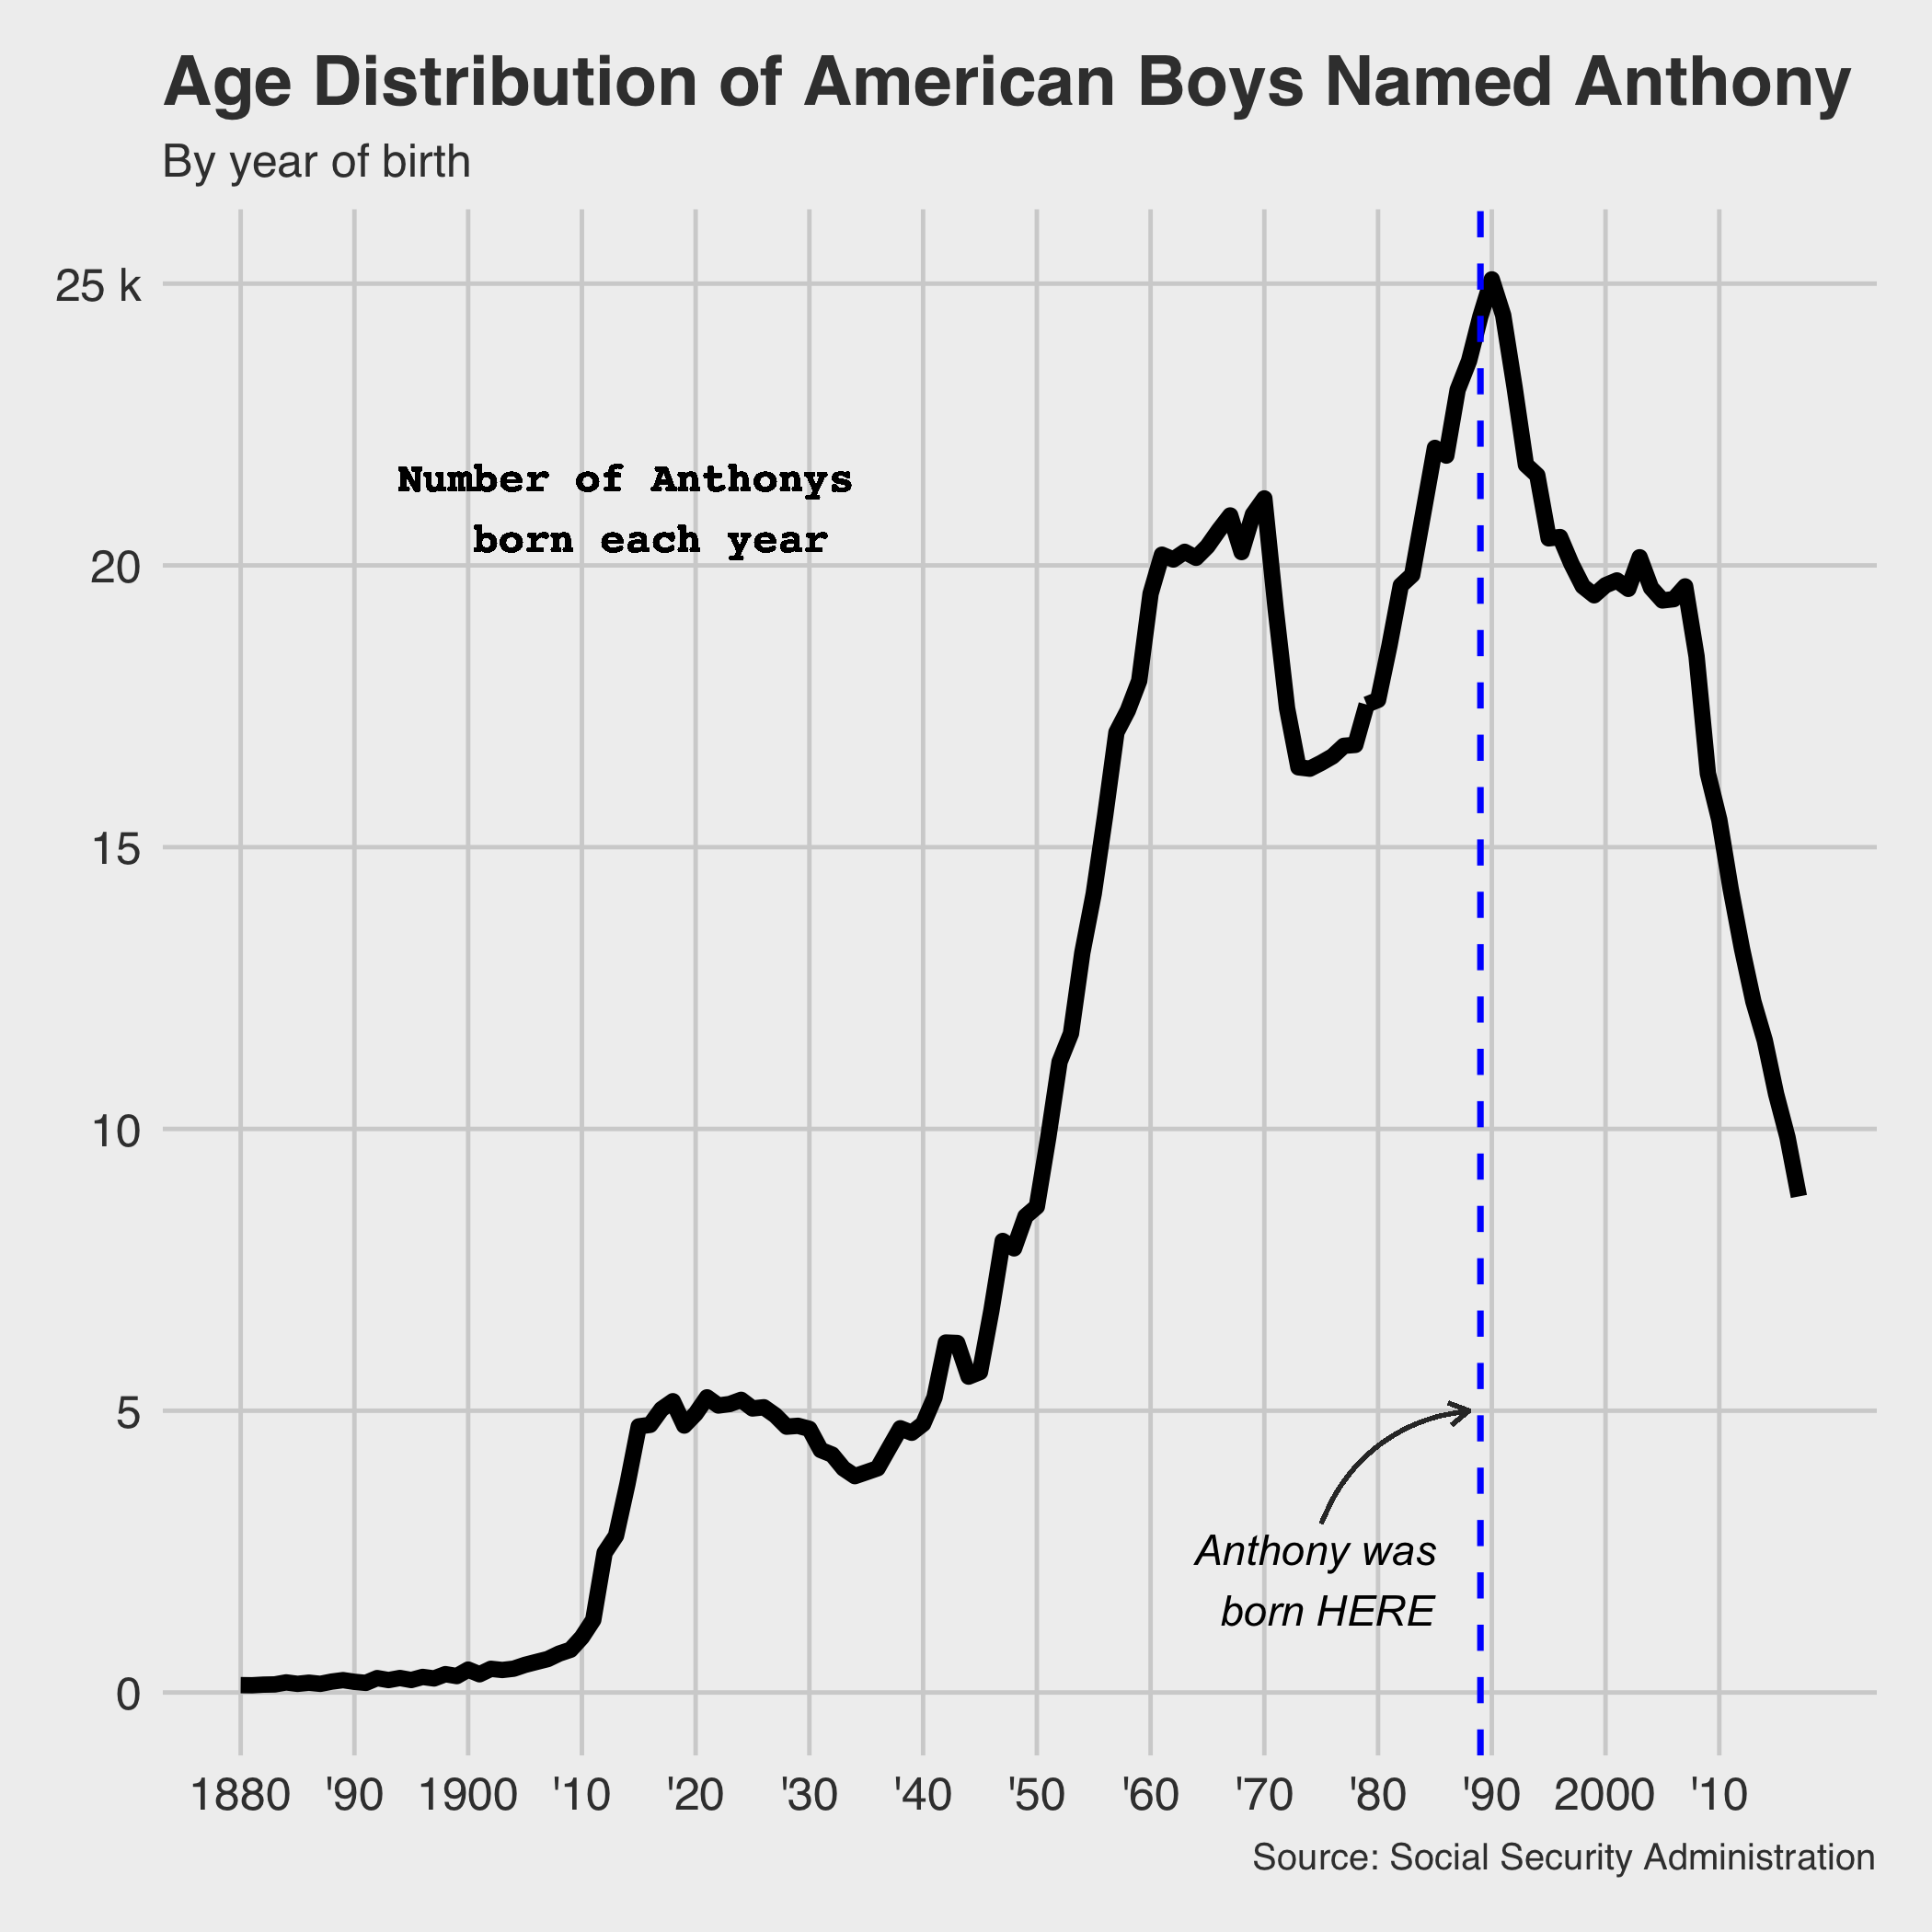 Age Distribution of American Boys Named Anthony
By year of birth
25 k
Number of Anthonys
born each year
20
15
10
5
Anthony was
born HERE
0
1880 '90 1900 '10 '20 '30 '40 '50 '60 '70 '80 '90 2000 '10
Source: Social Security Administration